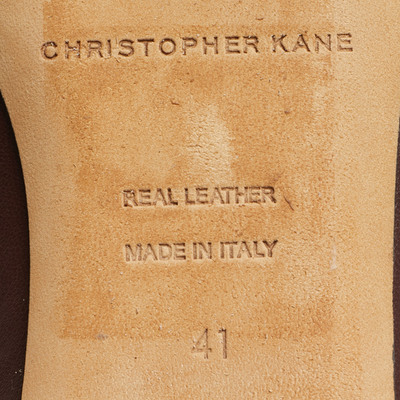 CHRISTOPHER KANE
REAL LEATHER
MADE IN ITALY
41